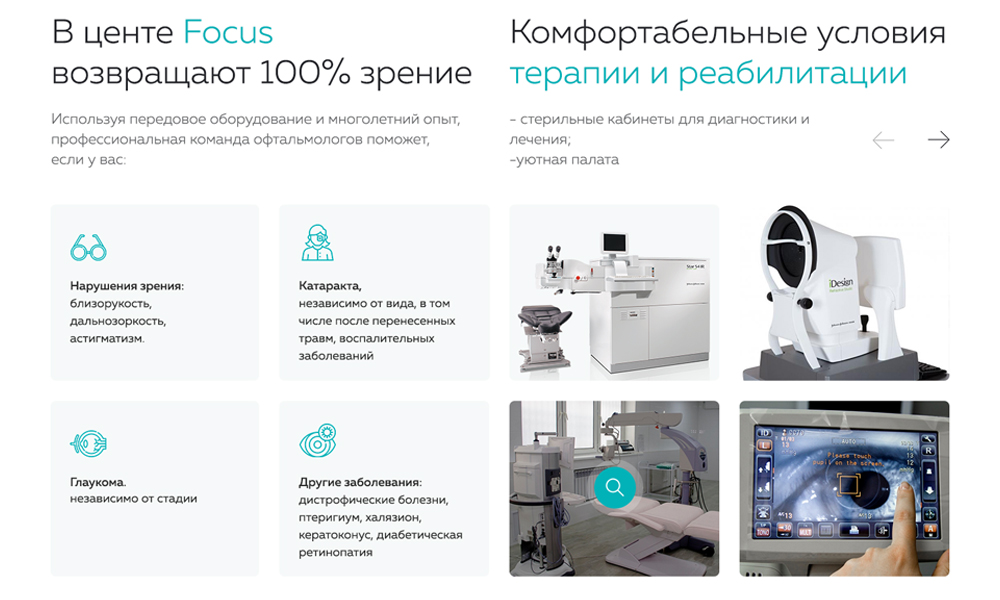 В центе Focus
возвращают 100% зрение
Используя передовое оборудование и многолетний опыт,
профессиональная команда офтальмологов поможет,
если у вас:
Нарушения зрения:
близорукость,
дальнозоркость,
астигматизм.
Катаракта,
независимо от вида, в том
числе после перенесенных
травм, воспалительных
заболеваний
Глаукома.
независимо от стадии
Другие заболевания:
дистрофические болезни,
птеригиум, халязион,
кератоконус, диабетическая
ретинопатия
Комфортабельные условия
терапии и реабилитации
- стерильные кабинеты для диагностики и
лечения;
-уютная палата
Star S4 IR
iDesign
AUTO
Please touch
pupil on the screen